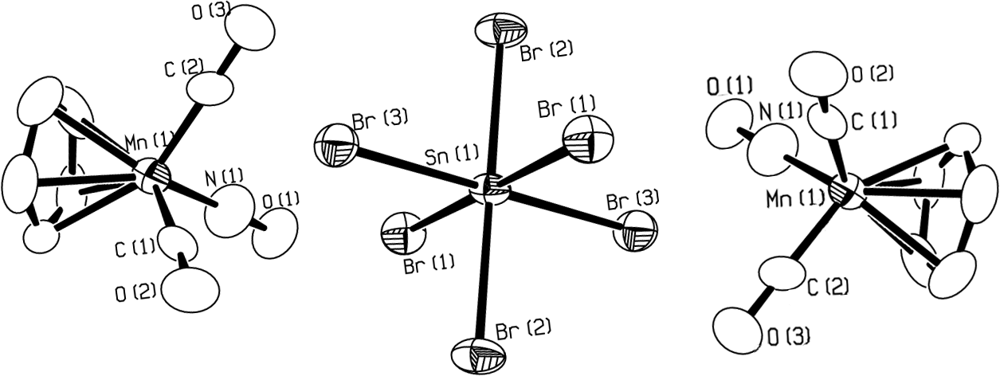 O(3)
C(2)
Mn(1)
N(1)
O(1)
C(1)
O(2)
Br(2)
Br(1)
Br(3)
Sn(1)
Br(3)
Br(1)
Br(2)
O(2)
O(1)
N(1)
C(1)
Mn(1)
C(2)
O(3)